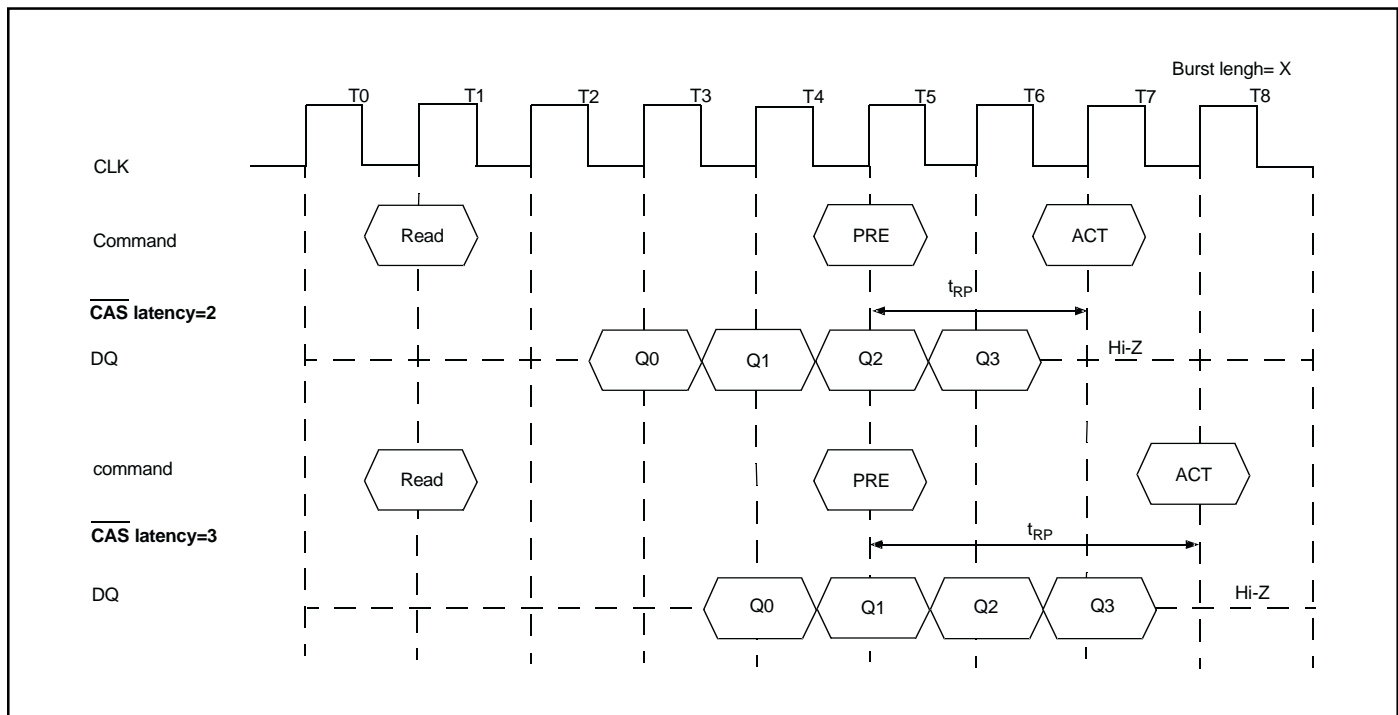 Burst lengh= X
T0 T1 T2 T3 T4 T5 T6 T7 T8
CLK
Command Read PRE ACT
tRP
CAS latency=2
DQ Q0 Q1 Q2 Q3 Hi-Z
command Read PRE ACT
CAS latency=3
tRP
DQ Q0 Q1 Q2 Q3 Hi-Z